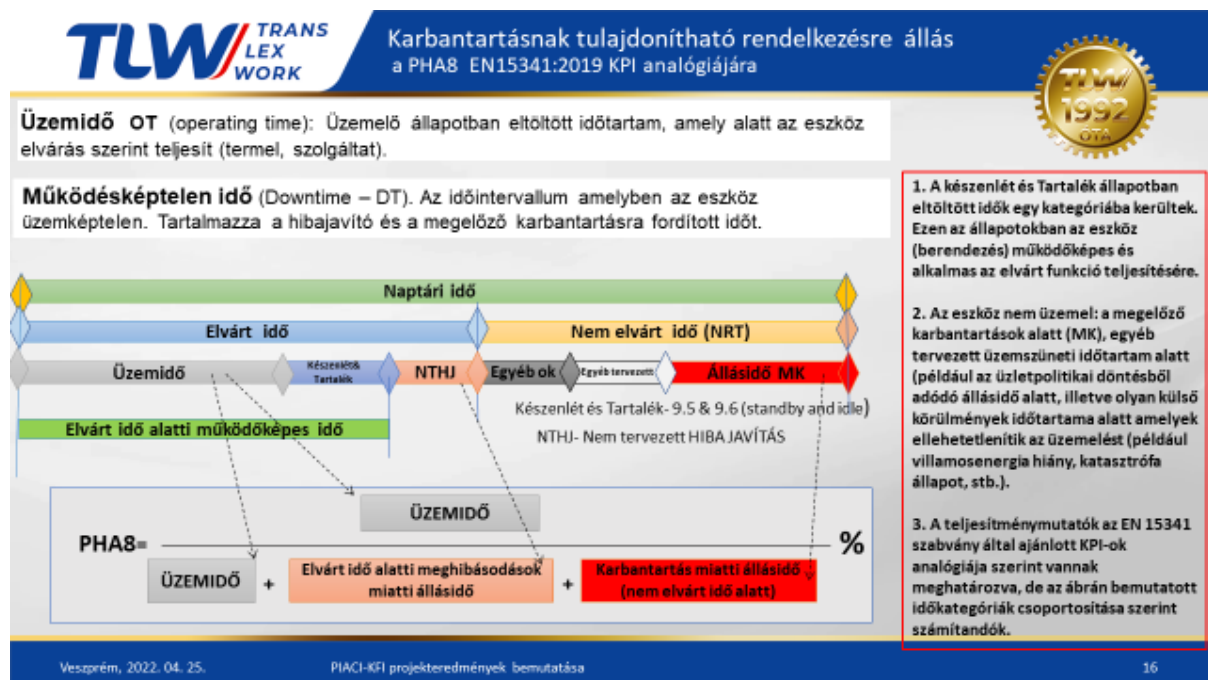 TLW TRANS
LEX
WORK
Karbantartásnak tulajdonítható rendelkezésre állás
a PHA8 EN15341:2019 KPI analógiájára
TLW
1992
ÓTA
Üzemidő OT (operating time): Üzemelő állapotban eltöltött időtartam, amely alatt az eszköz
elvárás szerint teljesít (termel, szolgáltat).
Működésképtelen idő (Downtime – DT). Az időintervallum amelyben az eszköz
üzemképtelen. Tartalmazza a hibajavító és a megelőző karbantartásra fordított időt.
Naptári idő
Elvárt idő
Nem elvárt idő (NRT)
Üzemidő
Készenlét&
Tartalék
NTHJ
Egyéb ok
Egyéb tervezett
Állásidő MK
Készenlét és Tartalék- 9.5 & 9.6 (standby and idle)
Elvárt idő alatti működőképes idő
NTHJ- Nem tervezett HIBA JAVÍTÁS
ÜZEMIDŐ
PHA8=
%
ÜZEMIDŐ
+
Elvárt idő alatti meghibásodások
miatti állásidő
+
Karbantartás miatti állásidő
(nem elvárt idő alatt)
1. A készenlét és Tartalék állapotban
eltöltött idők egy kategóriába kerültek.
Ezen az állapotokban az eszköz
(berendezés) működőképes és
alkalmas az elvárt funkció teljesítésére.
2. Az eszköz nem üzemel: a megelőző
karbantartások alatt (MK), egyéb
tervezett üzemszüneti időtartam alatt
(például az üzletpolitikai döntésből
adódó állásidő alatt, illetve olyan külső
körülmények időtartama alatt amelyek
ellehetetlenítik az üzemelést (például
villamosenergia hiány, katasztrófa
állapot, stb.).
3. A teljesítménymutatók az EN 15341
szabvány által ajánlott KPI-ok
analógiája szerint vannak
meghatározva, de az ábrán bemutatott
időkategóriák csoportosítása szerint
számítandók.
Veszprém, 2022. 04. 25.
PIACI-KFI projekteredmények bemutatása
16